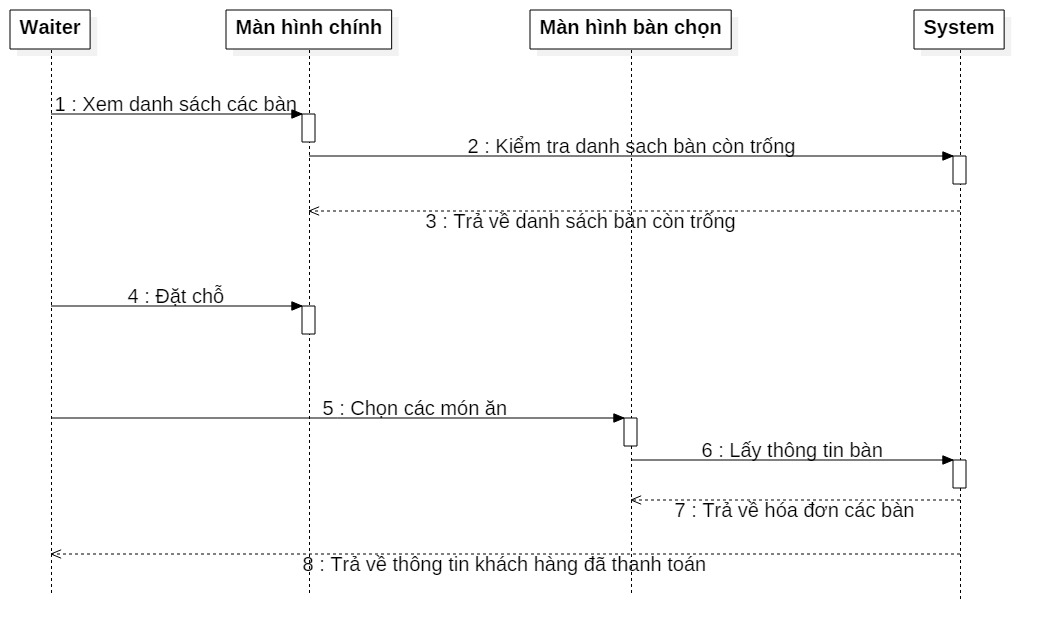 Waiter
Màn hình chính
Màn hình bàn chọn
System
1 : Xem danh sách các bàn
2 : Kiểm tra danh sach bàn còn trống
3 : Trả về danh sách bàn còn trống
4 : Đặt chỗ
5 : Chọn các món ăn
6 : Lấy thông tin bàn
7 : Trả về hóa đơn các bàn
8 : Trả về thông tin khách hàng đã thanh toán